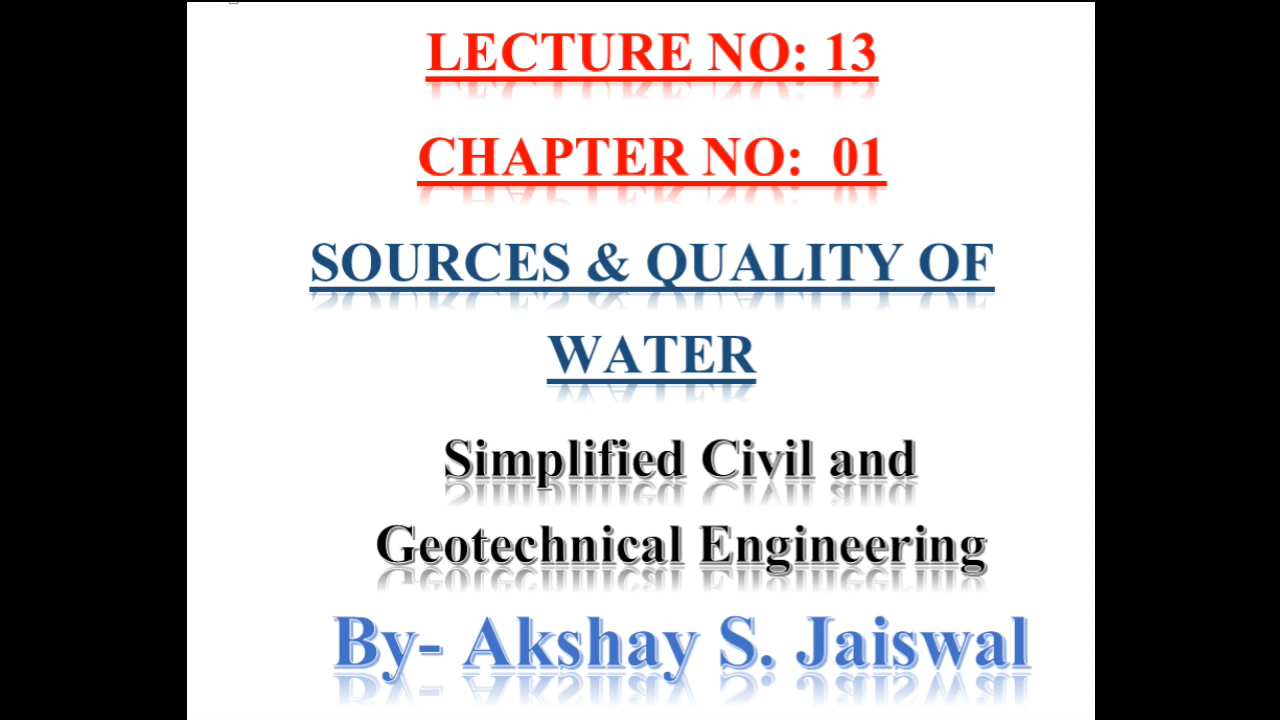 LECTURE NO: 13
CHAPTER NO: 01
SOURCES & QUALITY OF
WATER
Simplified Civil and
Geotechnical Engineering
By- Akshay S. Jaiswal